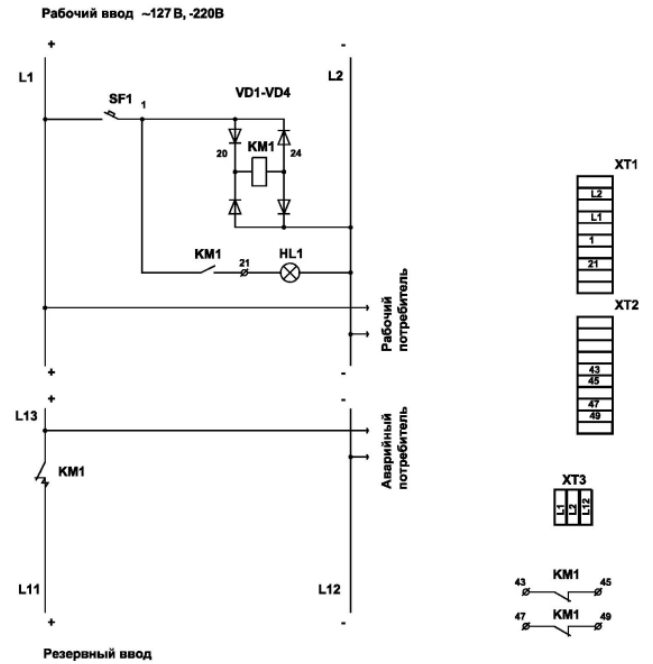 Рабочий ввод ~127 В, -220В
+ -
L1 L2
SF1 1 VD1-VD4
20 KM1 24
KM1 21 HL1
Рабочий
потребитель
+ -
+ -
L13
Аварийный
потребитель
KM1
L11 L12
+ -
Резервный ввод
XT1
L2
L1
1
21
XT2
43
45
47
49
XT3
L1 L2 L12
43 KM1 45
47 KM1 49